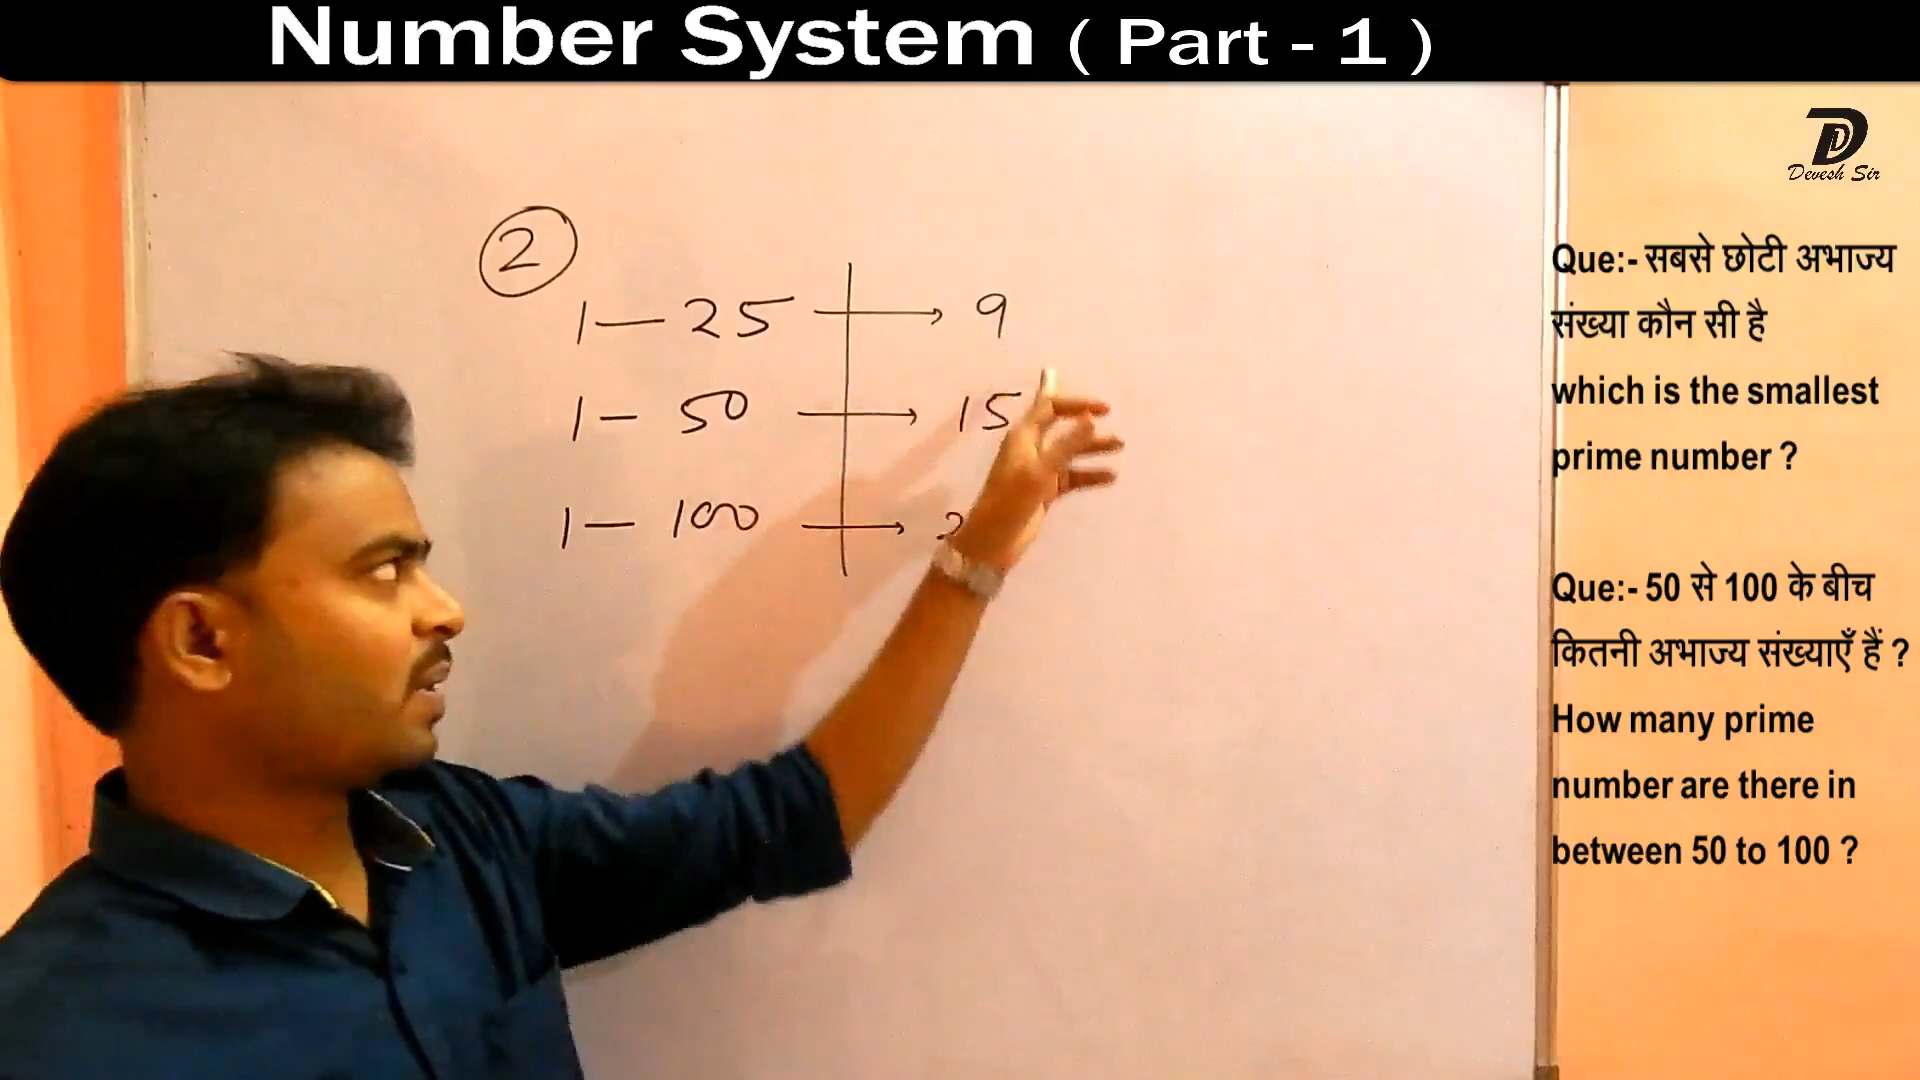 Number System ( Part - 1 )
Devesh Sir
2
1 — 25 → 9
1 — 50 → 15
1 — 100 → 2
Que:- सबसे छोटी अभाज्य
संख्या कौन सी है
which is the smallest
prime number ?
Que:- 50 से 100 के बीच
कितनी अभाज्य संख्याएँ हैं ?
How many prime
number are there in
between 50 to 100 ?